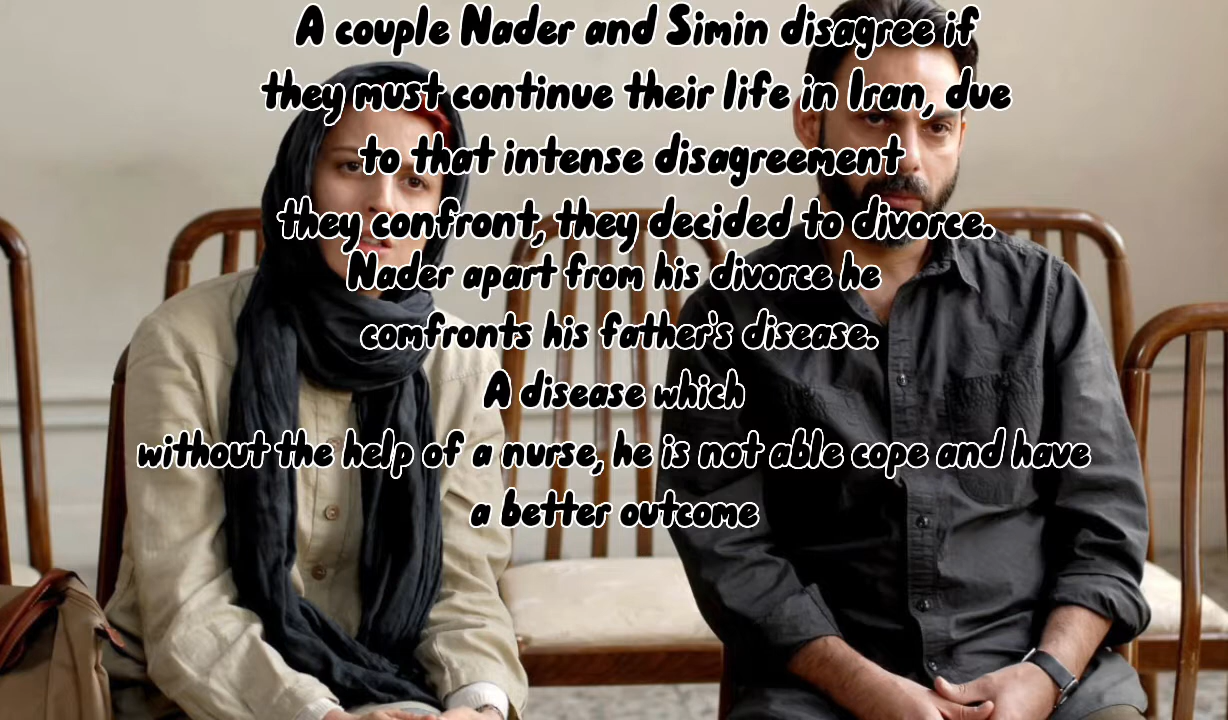 A couple Nader and Simin disagree if
they must continue their life in Iran, due
to that intense disagreement
they confront, they decided to divorce.
Nader apart from his divorce he
comfronts his father's disease.
A disease which
without the help of a nurse, he is not able cope and have
a better outcome